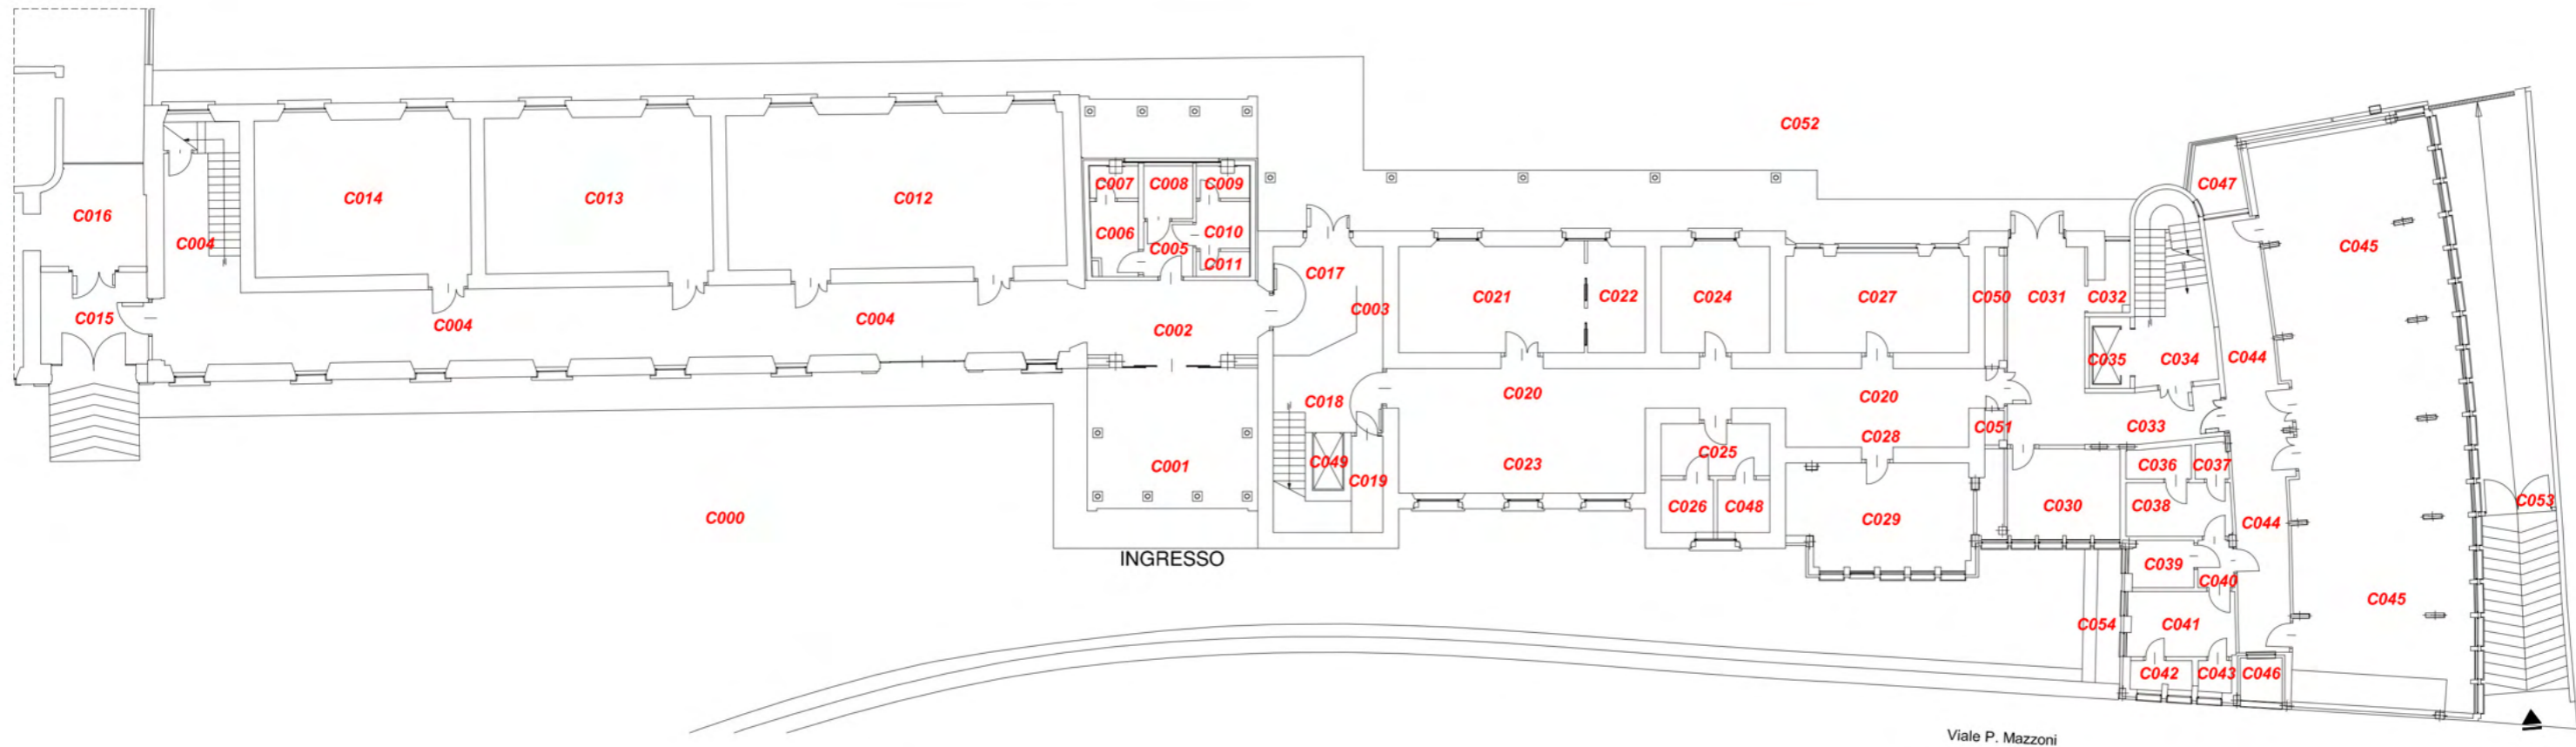 C052
C007
C008
C009
C014
C013
C012
C047
C016
C004
C006
C010
C005
C011
C045
C017
C021
C022
C024
C027
C050
C031
C032
C003
C015
C004
C004
C002
C035
C034
C044
C018
C020
C020
C033
C051
C028
C025
C001
C049
C019
C023
C036
C037
C026
C048
C030
C038
C053
C000
C029
C044
INGRESSO
C039
C040
C045
C054
C041
C042
C043
C046
Viale P. Mazzoni